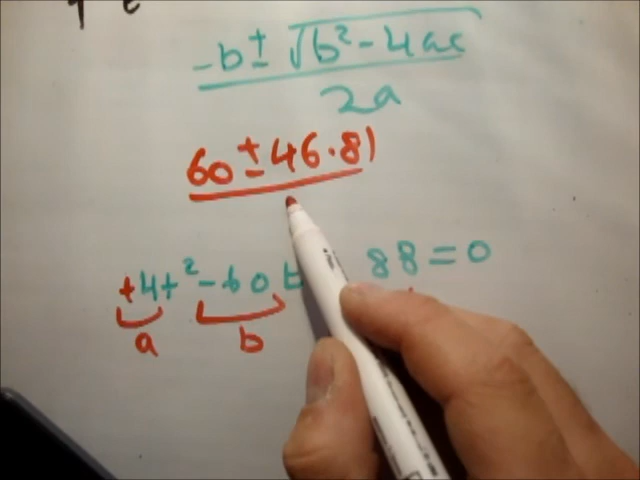 -b ± √b² - 4ac
2a
60 ± 46.81
+4t² - 60t 88 = 0
a b